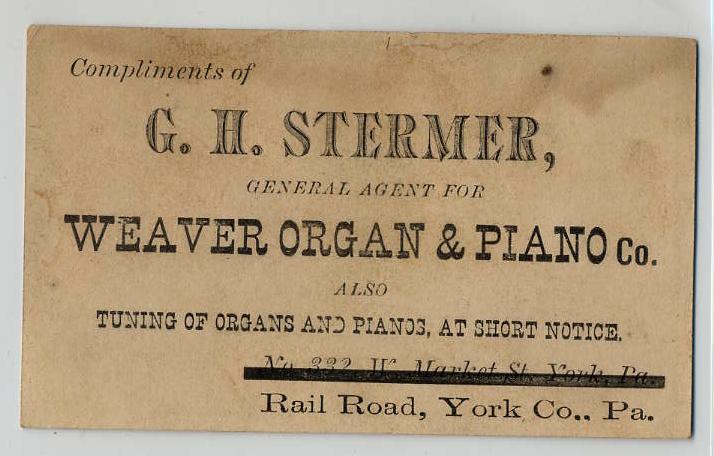 Compliments of
G. H. STERMER,
GENERAL AGENT FOR
WEAVER ORGAN & PIANO Co.
ALSO
TUNING OF ORGANS AND PIANOS, AT SHORT NOTICE.
No. 332 W. Market St. York, Pa.
Rail Road, York Co., Pa.